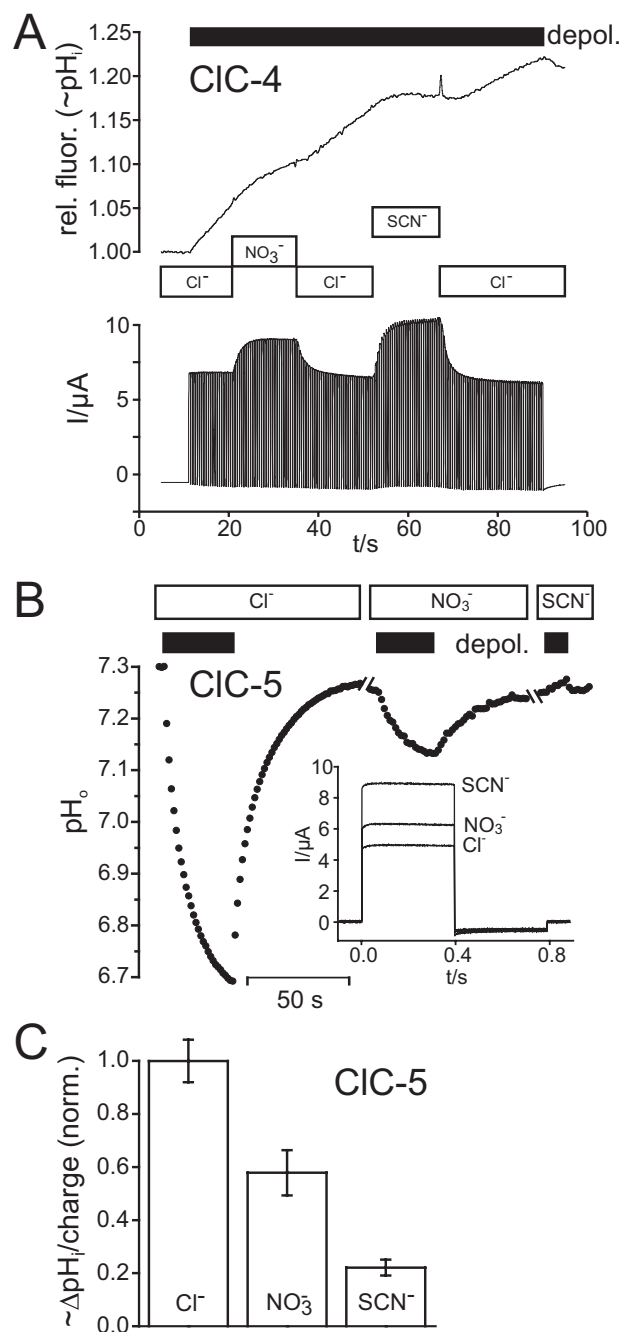 A
depol.
ClC-4
rel. fluor. (~pHi)
1.25
1.20
1.15
1.10
1.05
1.00
SCN⁻
NO₃⁻
Cl⁻
Cl⁻
Cl⁻
I/µA
10
5
0
0
20
40
60
80
100
t/s
B
Cl⁻
NO₃⁻
SCN⁻
ClC-5
depol.
pHo
7.3
7.2
7.1
7.0
6.9
6.8
6.7
50 s
I/µA
10
8
6
4
2
0
SCN⁻
NO₃⁻
Cl⁻
0.0
0.4
0.8
t/s
C
ClC-5
~ΔpHi/charge (norm.)
1.0
0.8
0.6
0.4
0.2
0.0
Cl⁻
NO₃⁻
SCN⁻